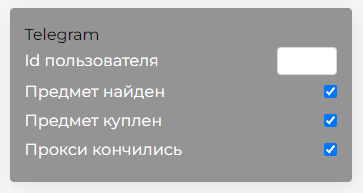 Telegram
Id пользователя
Предмет найден
Предмет куплен
Прокси кончились